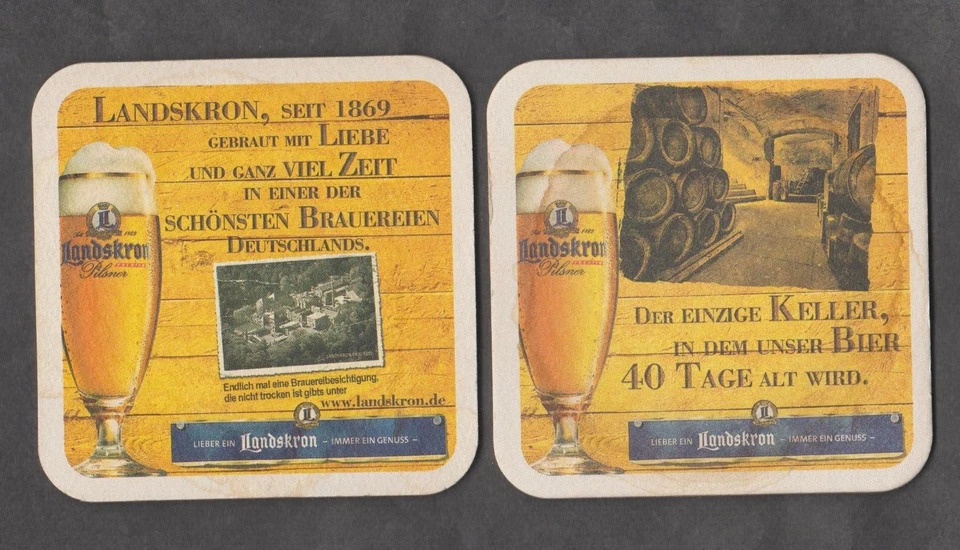 LANDSKRON, SEIT 1869
GEBRAUT MIT LIEBE
UND GANZ VIEL ZEIT
IN EINER DER
SCHÖNSTEN BRAUEREIEN
DEUTSCHLANDS.
Landskron
Pilsner
Endlich mal eine Brauereibesichtigung,
die nicht trocken ist gibts unter
www.landskron.de
LIEBER EIN Landskron – IMMER EIN GENUSS –
Landskron
Pilsner
DER EINZIGE KELLER,
IN DEM UNSER BIER
40 TAGE ALT WIRD.
LIEBER EIN Landskron – IMMER EIN GENUSS –